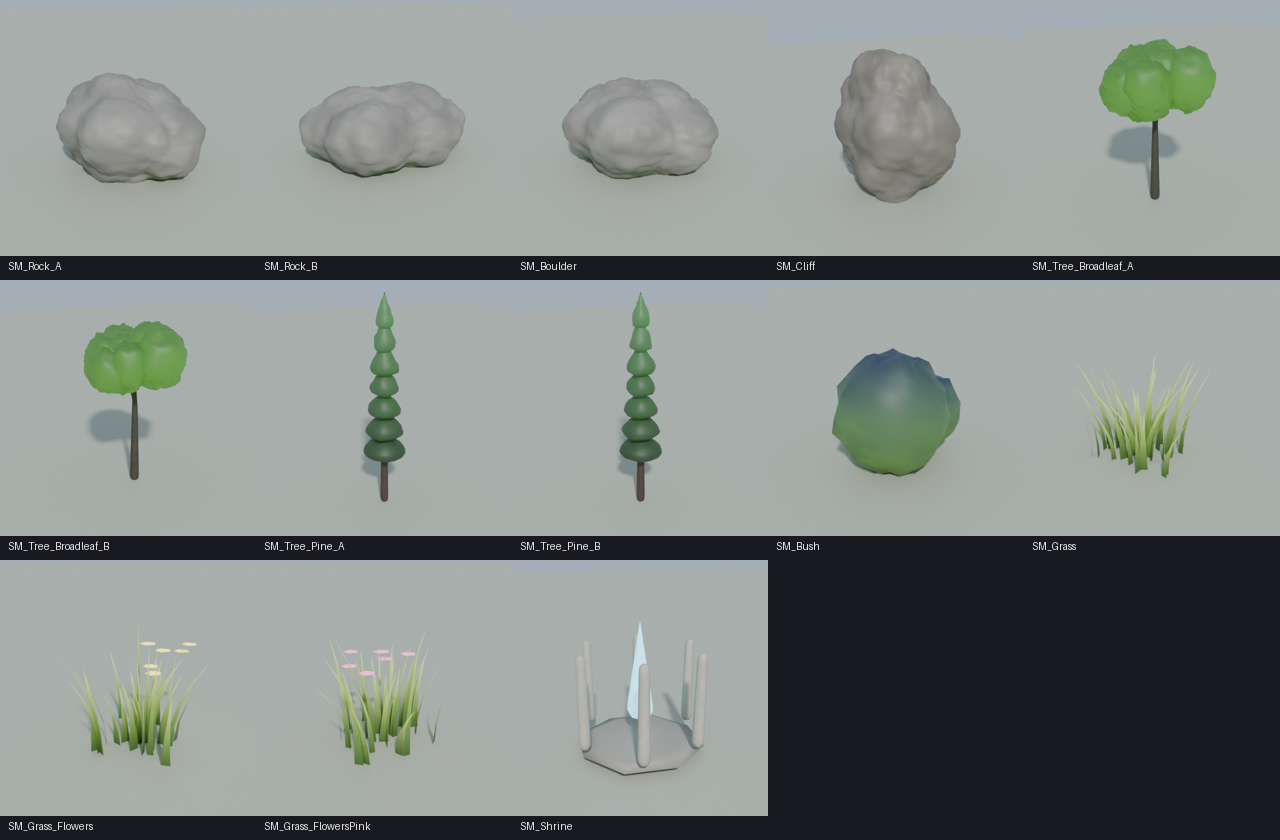 SM_Rock_A
SM_Rock_B
SM_Boulder
SM_Cliff
SM_Tree_Broadleaf_A
SM_Tree_Broadleaf_B
SM_Tree_Pine_A
SM_Tree_Pine_B
SM_Bush
SM_Grass
SM_Grass_Flowers
SM_Grass_FlowersPink
SM_Shrine